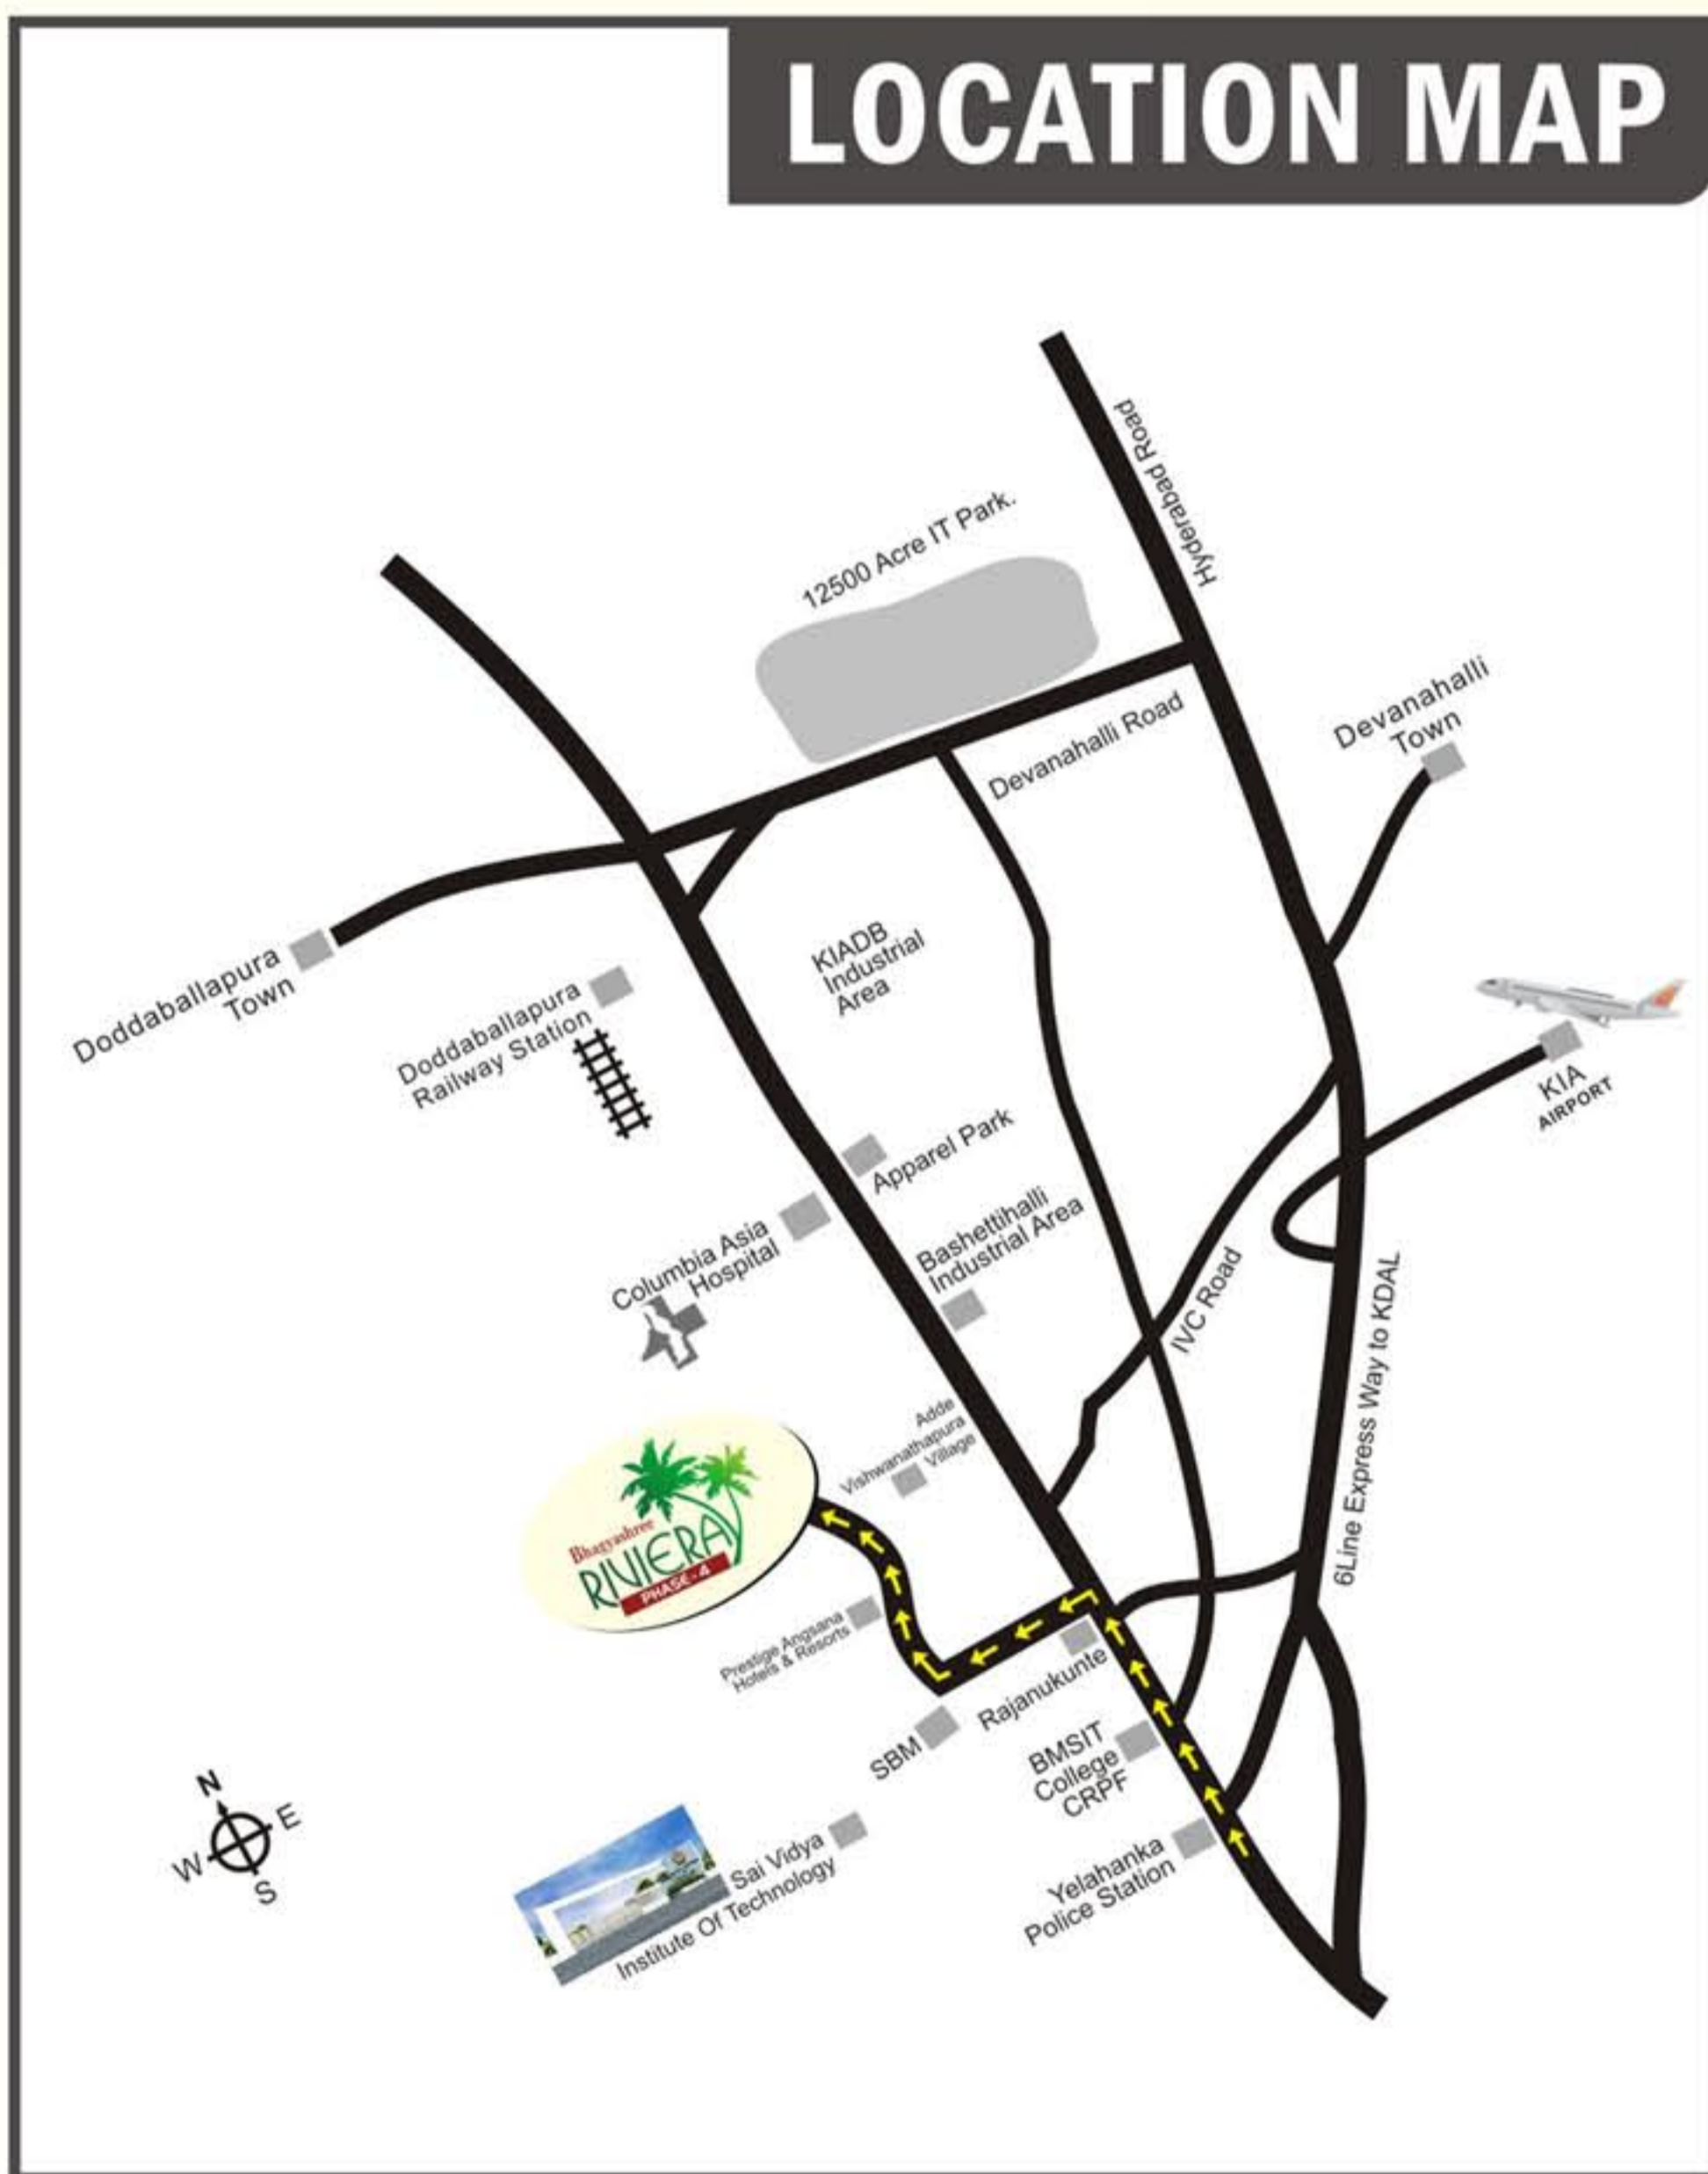 LOCATION MAP
Hyderabad Road
12500 Acre IT Park.
Devanahalli
Town
Devanahalli Road
Doddaballapura
Town
Doddaballapura
Railway Station
KIADB
Industrial
Area
KIA
AIRPORT
Apparel Park
Columbia Asia
Hospital
Bashettihalli
Industrial Area
IVC Road
6Line Express Way to KDAL
Adde
Vishwanathapura
Village
Bhagyashree
RIVIERA
PHASE - 4
Prestige Angsana
Hotels & Resorts
Rajanukunte
SBM
BMSIT
College
CRPF
Yelahanka
Police Station
Sai Vidya
Institute Of Technology
N
E
W
S